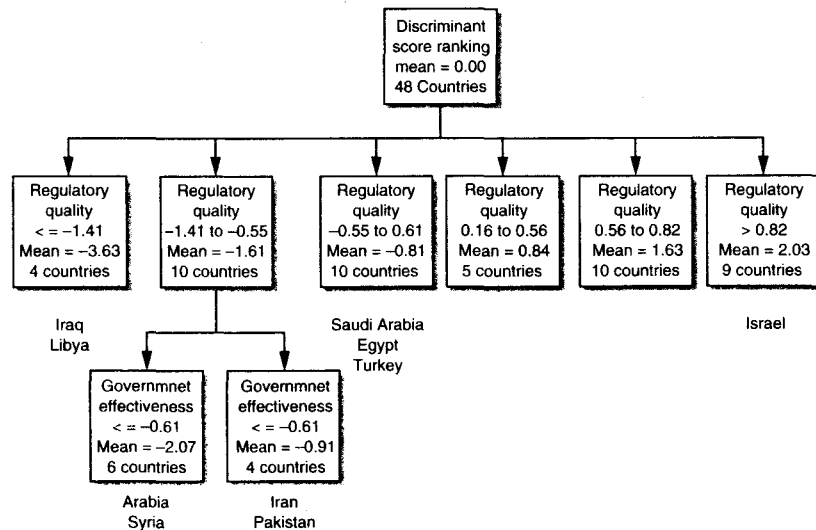 Discriminant
score ranking
mean = 0.00
48 Countries
Regulatory
quality
< = −1.41
Mean = −3.63
4 countries
Regulatory
quality
−1.41 to −0.55
Mean = −1.61
10 countries
Regulatory
quality
−0.55 to 0.61
Mean = −0.81
10 countries
Regulatory
quality
0.16 to 0.56
Mean = 0.84
5 countries
Regulatory
quality
0.56 to 0.82
Mean = 1.63
10 countries
Regulatory
quality
> 0.82
Mean = 2.03
9 countries
Iraq
Libya
Saudi Arabia
Egypt
Turkey
Israel
Governmnet
effectiveness
< = −0.61
Mean = −2.07
6 countries
Governmnet
effectiveness
< = −0.61
Mean = −0.91
4 countries
Arabia
Syria
Iran
Pakistan